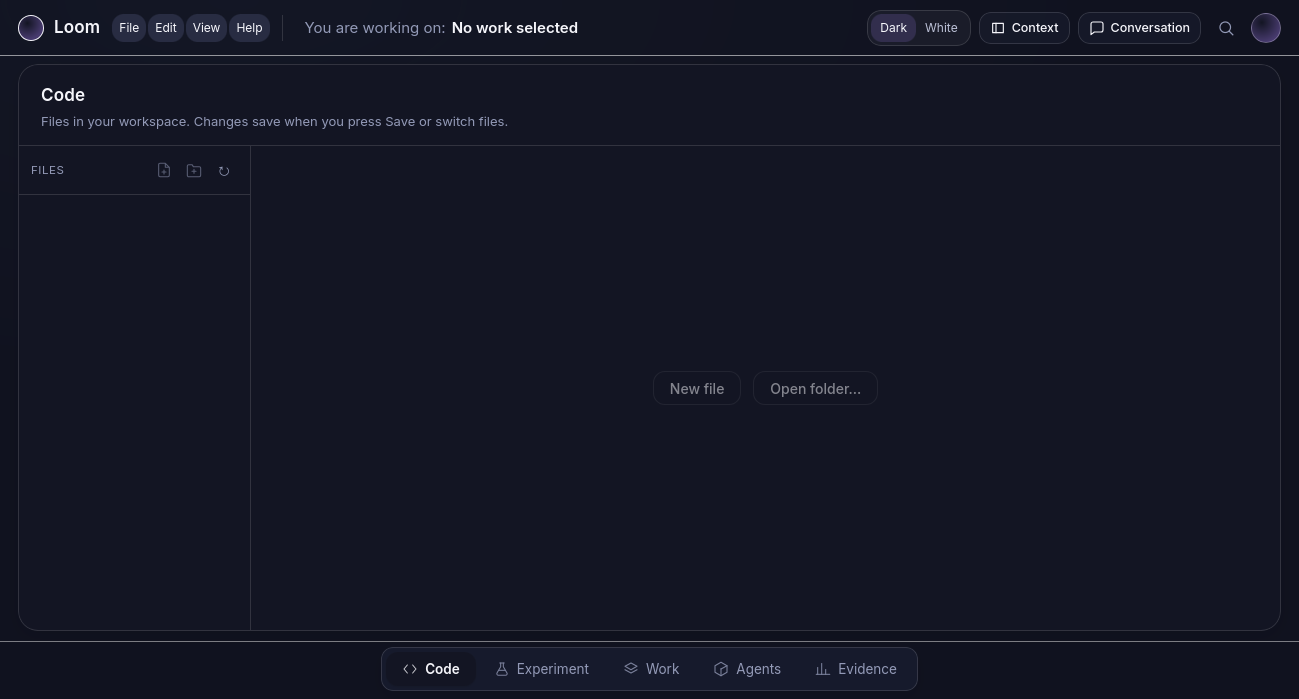 Loom File Edit View Help You are working on: No work selected Dark White Context Conversation
Code
Files in your workspace. Changes save when you press Save or switch files.
FILES
New file Open folder...
Code Experiment Work Agents Evidence